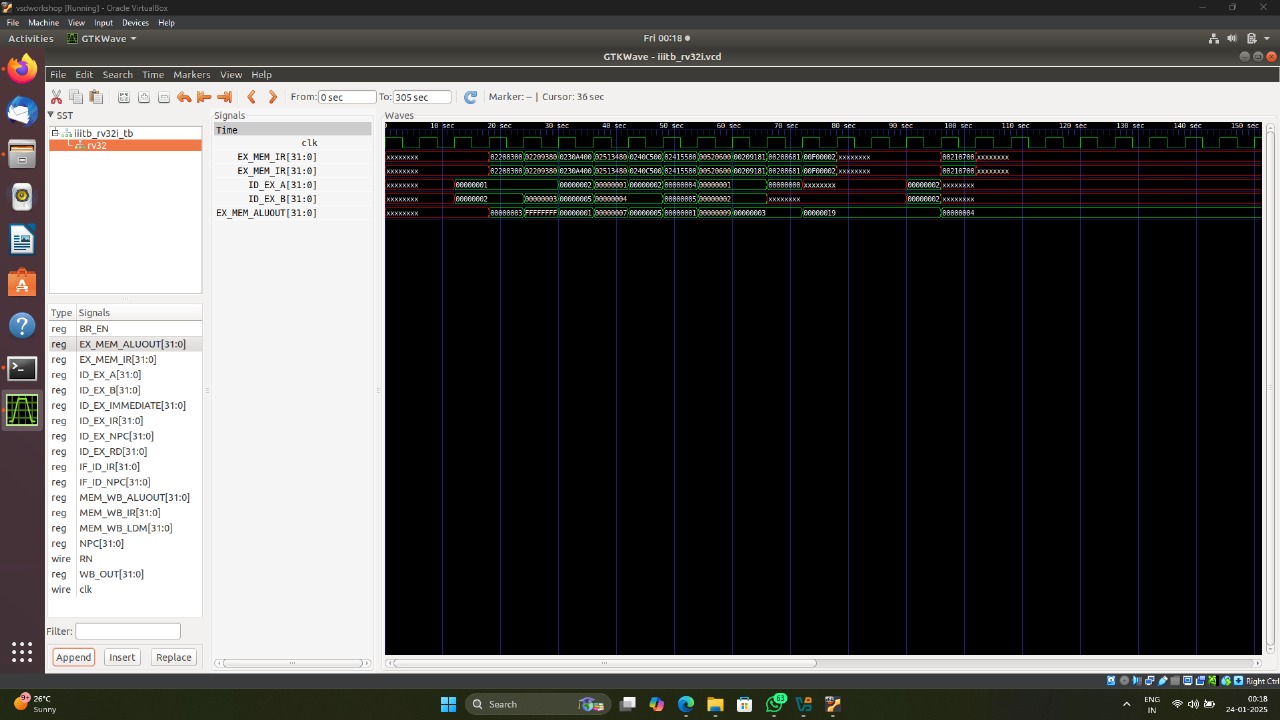 vsdworkshop [Running] - Oracle VirtualBox
File Machine View Input Devices Help
Activities GTKWave Fri 00:18
GTKWave - iiitb_rv32i.vcd
File Edit Search Time Markers View Help
From: 0 sec To: 305 sec Marker: -- | Cursor: 36 sec
SST
iiitb_rv32i_tb
rv32
Type Signals
reg BR_EN
reg EX_MEM_ALUOUT[31:0]
reg EX_MEM_IR[31:0]
reg ID_EX_A[31:0]
reg ID_EX_B[31:0]
reg ID_EX_IMMEDIATE[31:0]
reg ID_EX_IR[31:0]
reg ID_EX_NPC[31:0]
reg ID_EX_RD[31:0]
reg IF_ID_IR[31:0]
reg IF_ID_NPC[31:0]
reg MEM_WB_ALUOUT[31:0]
reg MEM_WB_IR[31:0]
reg MEM_WB_LDM[31:0]
reg NPC[31:0]
wire RN
reg WB_OUT[31:0]
wire clk
Filter:
Append Insert Replace
Signals
Time
clk
EX_MEM_IR[31:0]
EX_MEM_IR[31:0]
ID_EX_A[31:0]
ID_EX_B[31:0]
EX_MEM_ALUOUT[31:0]
Waves
10 sec 20 sec 30 sec 40 sec 50 sec 60 sec 70 sec 80 sec 90 sec 100 sec 110 sec 120 sec 130 sec 140 sec 150 sec
xxxxxxxx 02208300 02209380 0230A400 02513480 0240C500 02415580 00520600 00209181 00208681 00F00002 xxxxxxxx 00210700 xxxxxxxx
xxxxxxxx 02208300 02209380 0230A400 02513480 0240C500 02415580 00520600 00209181 00208681 00F00002 xxxxxxxx 00210700 xxxxxxxx
xxxxxxxx 00000001 00000002 00000001 00000002 00000004 00000001 00000000 xxxxxxxx 00000002 xxxxxxxx
xxxxxxxx 00000002 00000003 00000005 00000004 00000005 00000002 xxxxxxxx 00000002 xxxxxxxx
xxxxxxxx 00000003 FFFFFFFF 00000001 00000007 00000005 00000001 00000009 00000003 00000019 00000004
Right Ctrl
9+
26°C
Sunny
Search
63
ENG
IN
00:18
24-01-2025